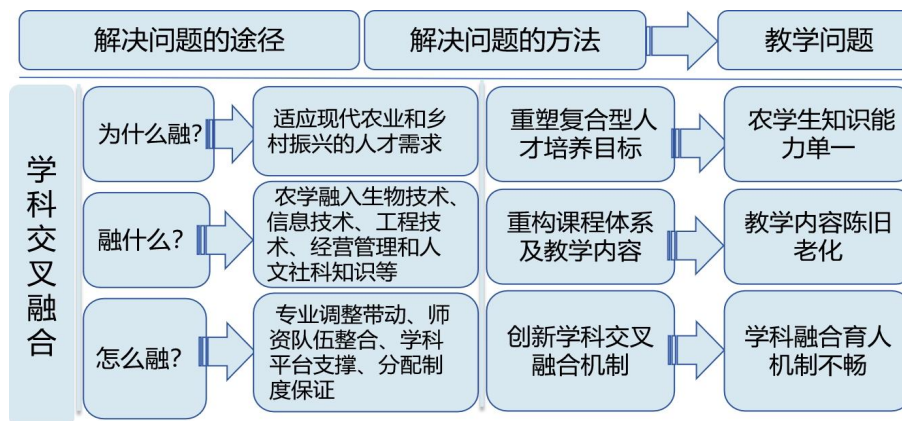 解决问题的途径
解决问题的方法
教学问题
学科交叉融合
为什么融?
适应现代农业和乡
村振兴的人才需求
重塑复合型人
才培养目标
农学生知识能
力单一
融什么?
农学融入生物技术、
信息技术、工程技
术、经营管理和人
文社科知识等
重构课程体系
及教学内容
教学内容陈旧
老化
怎么融?
专业调整带动、师
资队伍整合、学科
平台支撑、分配制
度保证
创新学科交叉
融合机制
学科融合育人
机制不畅